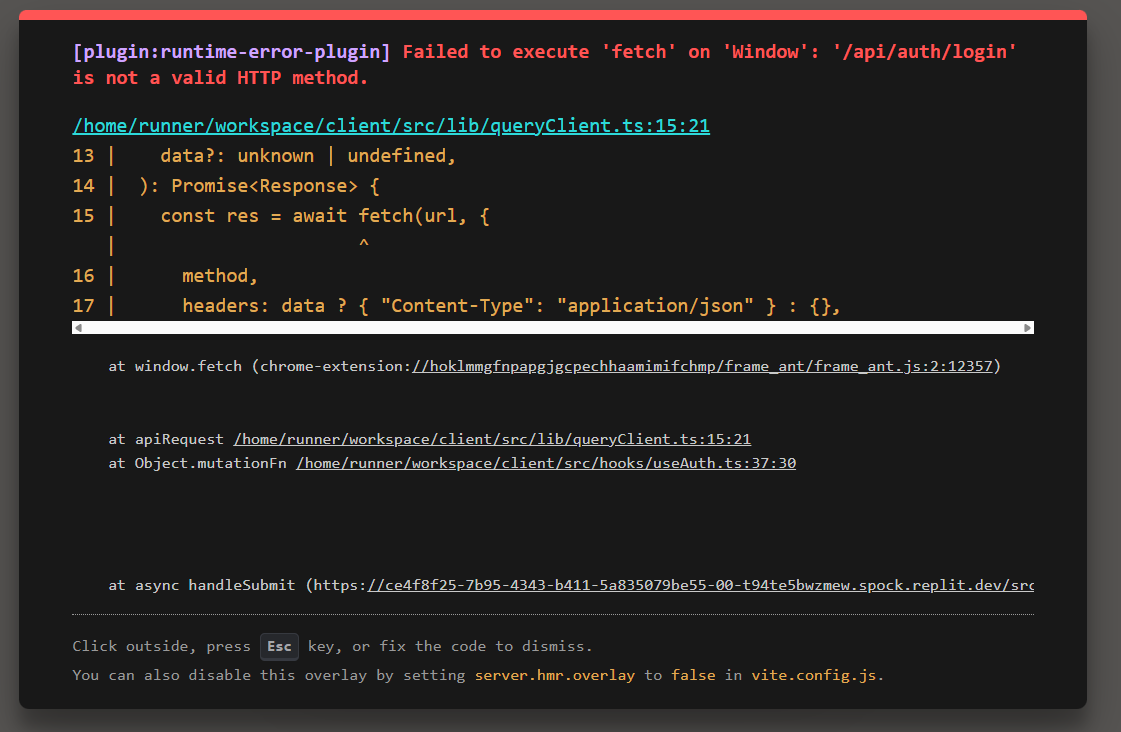 [plugin:runtime-error-plugin] Failed to execute 'fetch' on 'Window': '/api/auth/login'
is not a valid HTTP method.
/home/runner/workspace/client/src/lib/queryClient.ts:15:21
13 |    data?: unknown | undefined,
14 |  ): Promise<Response> {
15 |    const res = await fetch(url, {
   |                      ^
16 |      method,
17 |      headers: data ? { "Content-Type": "application/json" } : {},
at window.fetch (chrome-extension://hoklmmgfnpapgjgcpechhaamimifchmp/frame_ant/frame_ant.js:2:12357)
at apiRequest /home/runner/workspace/client/src/lib/queryClient.ts:15:21
at Object.mutationFn /home/runner/workspace/client/src/hooks/useAuth.ts:37:30
at async handleSubmit (https://ce4f8f25-7b95-4343-b411-5a835079be55-00-t94te5bwzmew.spock.replit.dev/src
Click outside, press Esc key, or fix the code to dismiss.
You can also disable this overlay by setting server.hmr.overlay to false in vite.config.js.